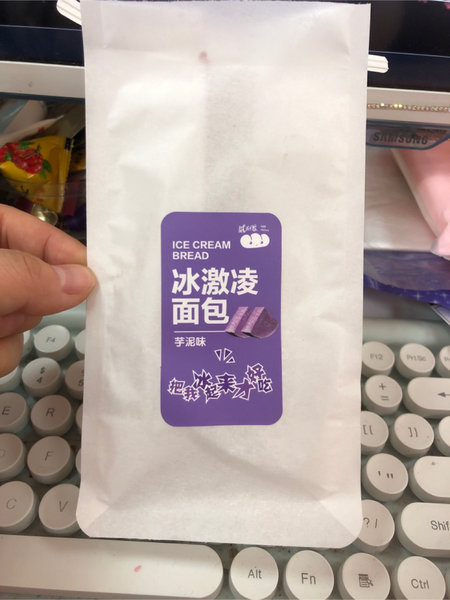 SAMSUNG
ICE CREAM
BREAD
冰激凌
面包
芋泥味
把我冰起来才好吃
F4
$
4
E
R
D
F
C
V
F12
PrtSc
+
=
[ {
] }
" '
? /
Shif
Alt
Fn
Ctrl